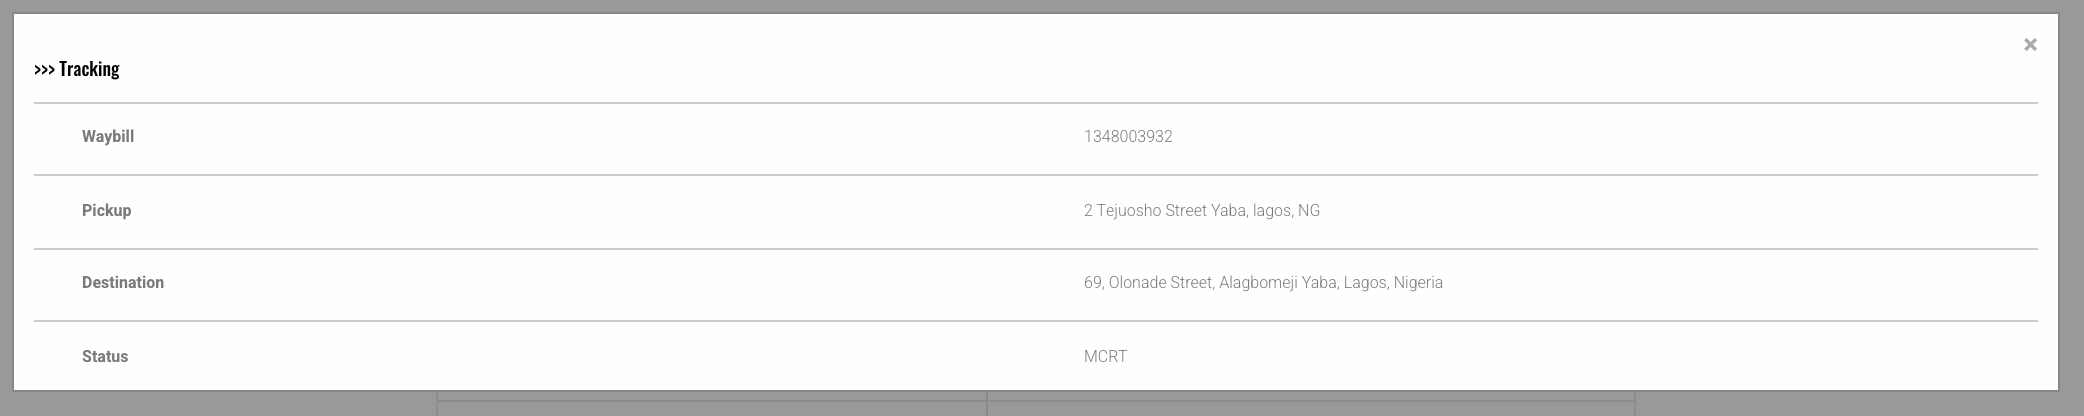 ×
>>> Tracking
Waybill 1348003932
Pickup 2 Tejuosho Street Yaba, lagos, NG
Destination 69, Olonade Street, Alagbomeji Yaba, Lagos, Nigeria
Status MCRT